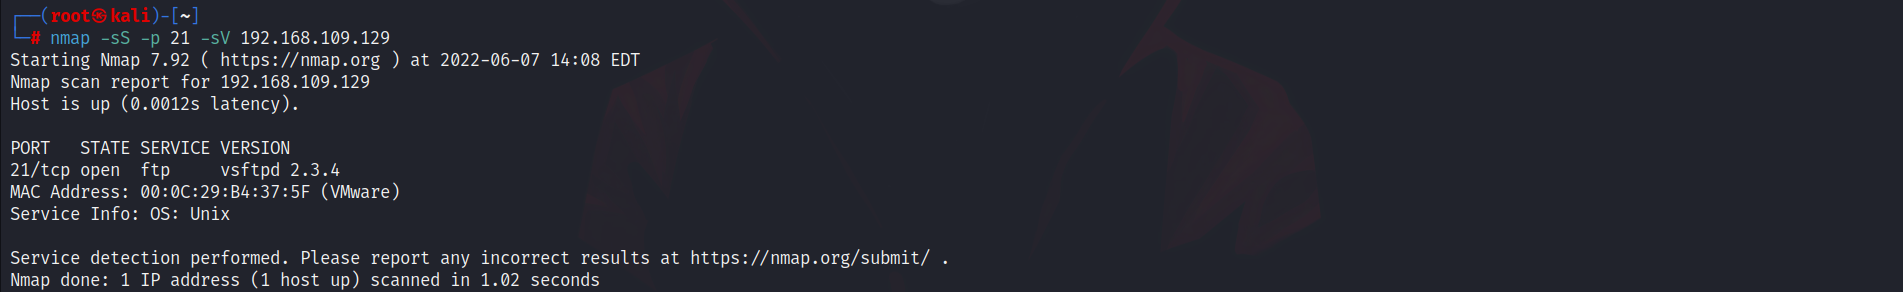 ┌──(root㉿kali)-[~]
└─# nmap -sS -p 21 -sV 192.168.109.129
Starting Nmap 7.92 ( https://nmap.org ) at 2022-06-07 14:08 EDT
Nmap scan report for 192.168.109.129
Host is up (0.0012s latency).
PORT   STATE SERVICE VERSION
21/tcp open  ftp     vsftpd 2.3.4
MAC Address: 00:0C:29:B4:37:5F (VMware)
Service Info: OS: Unix
Service detection performed. Please report any incorrect results at https://nmap.org/submit/ .
Nmap done: 1 IP address (1 host up) scanned in 1.02 seconds